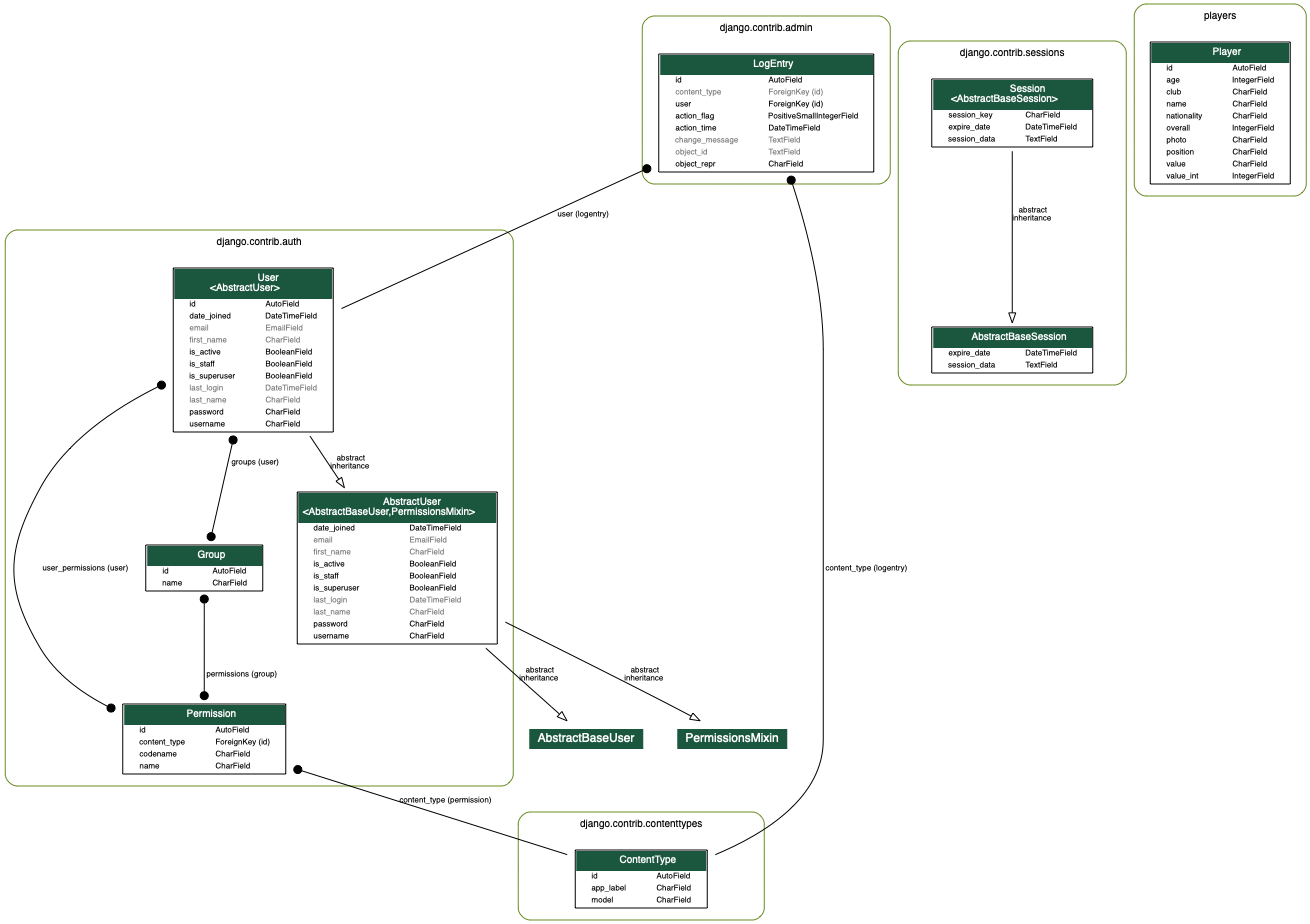 django.contrib.admin
LogEntry
id AutoField
content_type ForeignKey (id)
user ForeignKey (id)
action_flag PositiveSmallIntegerField
action_time DateTimeField
change_message TextField
object_id TextField
object_repr CharField
django.contrib.sessions
Session
<AbstractBaseSession>
session_key CharField
expire_date DateTimeField
session_data TextField
abstract
inheritance
AbstractBaseSession
expire_date DateTimeField
session_data TextField
players
Player
id AutoField
age IntegerField
club CharField
name CharField
nationality CharField
overall IntegerField
photo CharField
position CharField
value CharField
value_int IntegerField
user (logentry)
django.contrib.auth
User
<AbstractUser>
id AutoField
date_joined DateTimeField
email EmailField
first_name CharField
is_active BooleanField
is_staff BooleanField
is_superuser BooleanField
last_login DateTimeField
last_name CharField
password CharField
username CharField
groups (user)
abstract
inheritance
AbstractUser
<AbstractBaseUser,PermissionsMixin>
date_joined DateTimeField
email EmailField
first_name CharField
is_active BooleanField
is_staff BooleanField
is_superuser BooleanField
last_login DateTimeField
last_name CharField
password CharField
username CharField
Group
id AutoField
name CharField
user_permissions (user)
content_type (logentry)
permissions (group)
abstract
inheritance
abstract
inheritance
Permission
id AutoField
content_type ForeignKey (id)
codename CharField
name CharField
AbstractBaseUser
PermissionsMixin
content_type (permission)
django.contrib.contenttypes
ContentType
id AutoField
app_label CharField
model CharField